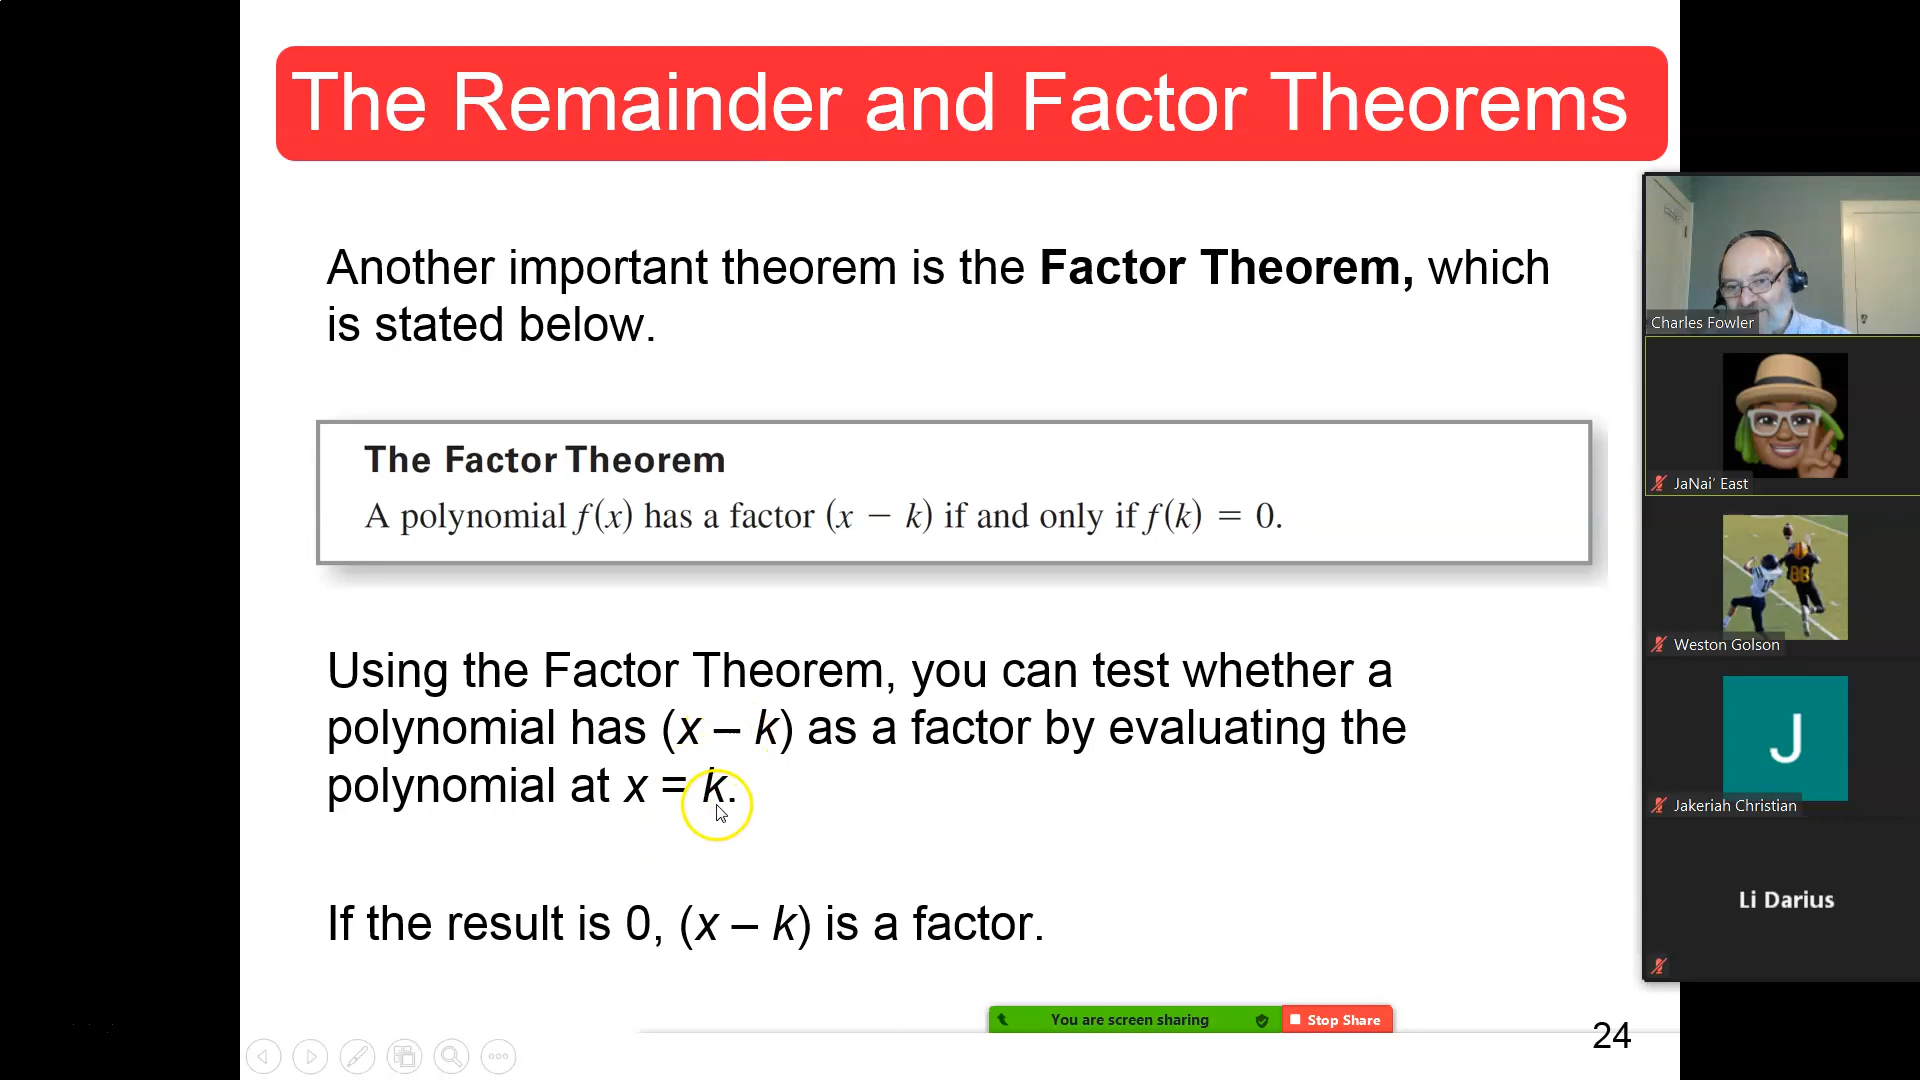 The Remainder and Factor Theorems
Another important theorem is the Factor Theorem, which
is stated below.
The Factor Theorem
A polynomial f(x) has a factor (x − k) if and only if f(k) = 0.
Using the Factor Theorem, you can test whether a
polynomial has (x – k) as a factor by evaluating the
polynomial at x = k.
If the result is 0, (x – k) is a factor.
24
You are screen sharing
Stop Share
Charles Fowler
JaNai’ East
88
Weston Golson
J
Jakeriah Christian
Li Darius